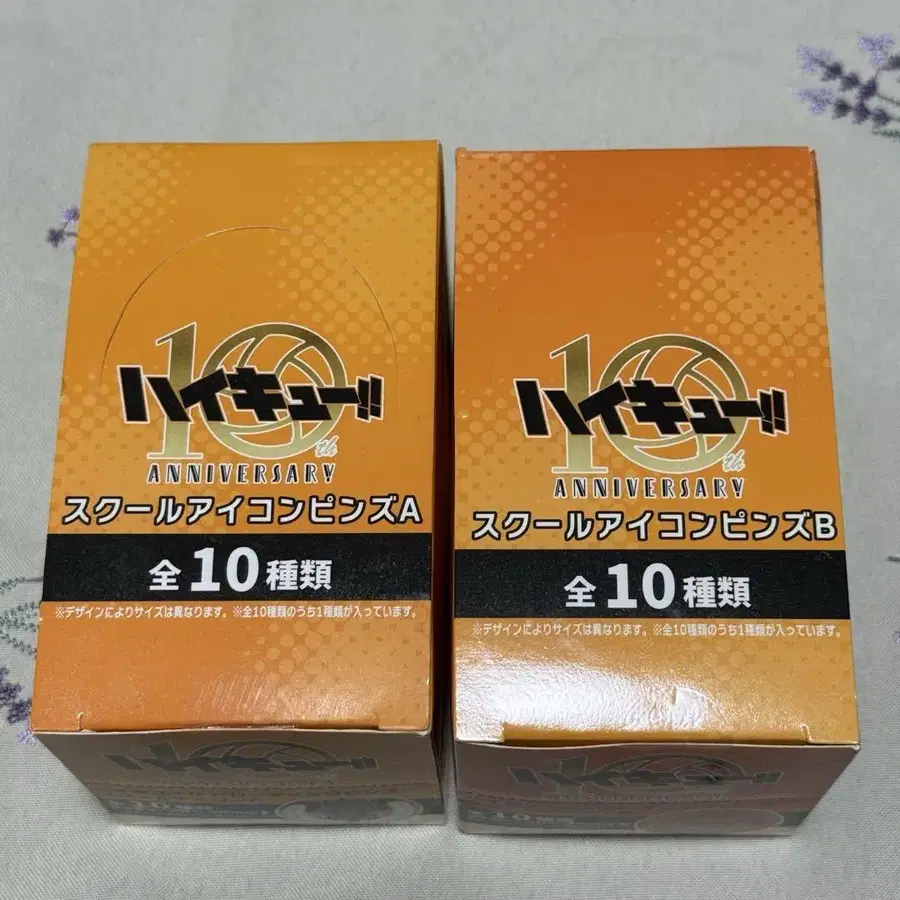 10th
ハイキュー!!
ANNIVERSARY
スクールアイコンピンズA
全10種類
※デザインによりサイズは異なります。※全10種類のうち1種類が入っています。
10th
ハイキュー!!
ANNIVERSARY
スクールアイコンピンズB
全10種類
※デザインによりサイズは異なります。※全10種類のうち1種類が入っています。